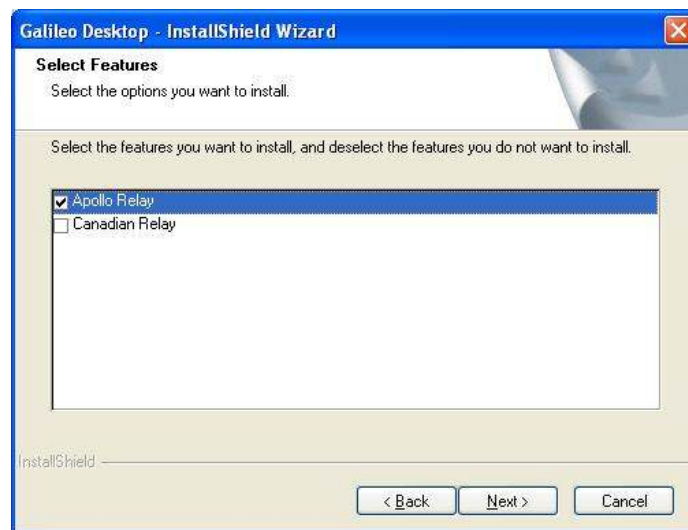 Galileo Desktop - InstallShield Wizard
Select Features
Select the options you want to install.
Select the features you want to install, and deselect the features you do not want to install.
Apollo Relay
Canadian Relay
InstallShield
< Back Next > Cancel